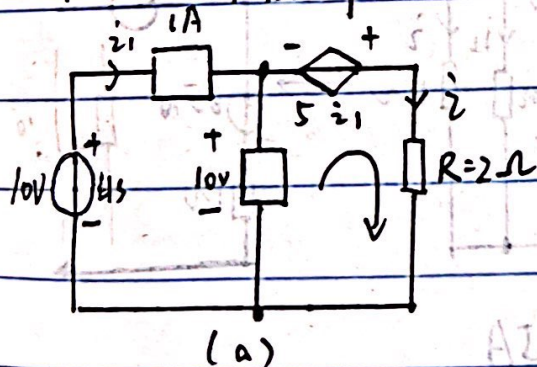 i₁ 1A
- +
5 i₁ i
+ +
10V us 10V R=2Ω
- -
(a)